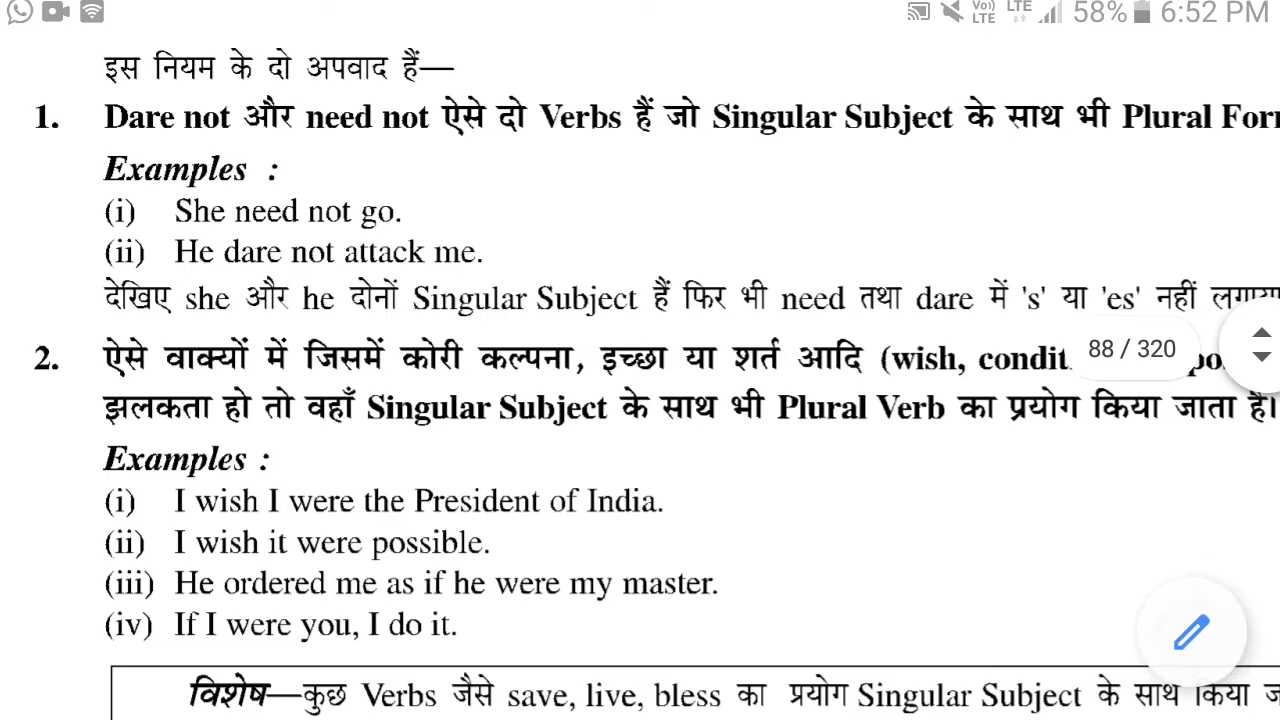 Vo) LTE LTE 58% 6:52 PM
इस नियम के दो अपवाद हैं—
1. Dare not और need not ऐसे दो Verbs हैं जो Singular Subject के साथ भी Plural
Examples :
(i) She need not go.
(ii) He dare not attack me.
देखिए she और he दोनों Singular Subject हैं फिर भी need तथा dare में 's' या 'es' नहीं
88 / 320
2. ऐसे वाक्यों में जिसमें कोरी कल्पना, इच्छा या शर्त आदि (wish,
झलकता हो तो वहाँ Singular Subject के साथ भी Plural Verb का प्रयोग किया जाता है।
Examples :
(i) I wish I were the President of India.
(ii) I wish it were possible.
(iii) He ordered me as if he were my master.
(iv) If I were you, I do it.
विशेष—कुछ Verbs जैसे save, live, bless का प्रयोग Singular Subject के साथ किया